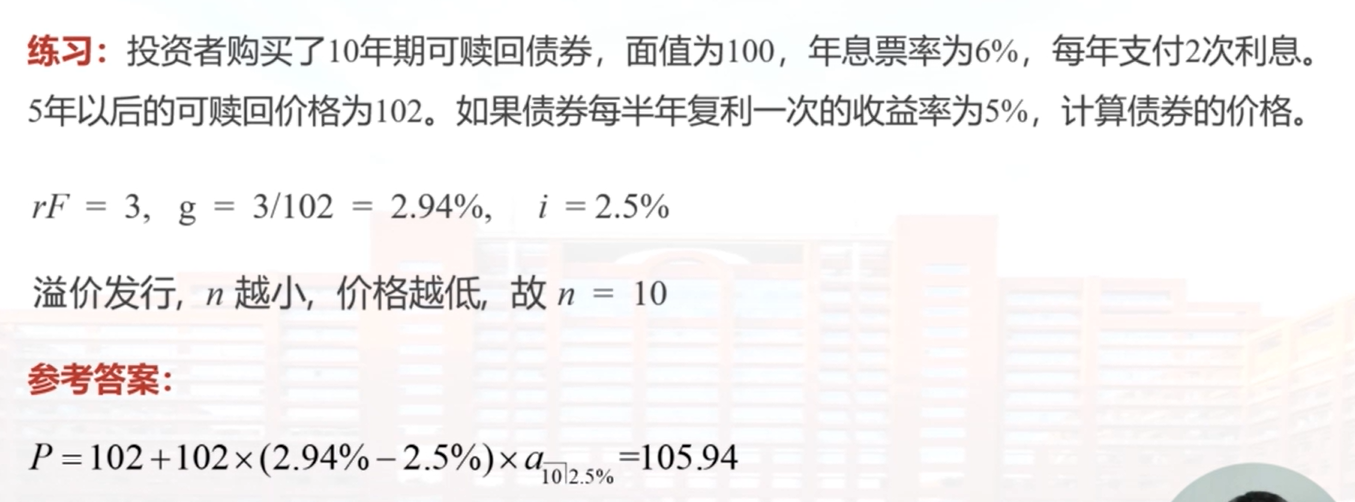 练习：投资者购买了10年期可赎回债券，面值为100，年息票率为6%，每年支付2次利息。
5年以后的可赎回价格为102。如果债券每半年复利一次的收益率为5%，计算债券的价格。
rF = 3, g = 3/102 = 2.94%, i = 2.5%
溢价发行, n 越小, 价格越低, 故 n = 10
参考答案：
P = 102 + 102 × (2.94% − 2.5%) × a10|2.5% =105.94